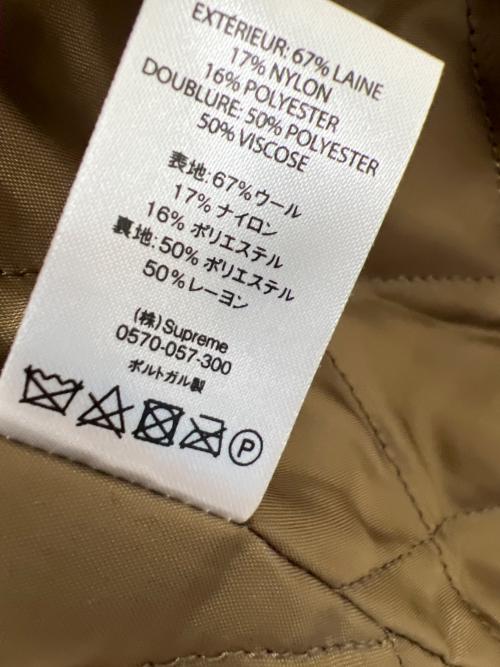 EXTÉRIEUR: 67% LAINE
17% NYLON
16% POLYESTER
DOUBLURE: 50% POLYESTER
50% VISCOSE
表地: 67%ウール
17% ナイロン
16% ポリエステル
裏地: 50% ポリエステル
50%レーヨン
(株) Supreme
0570-057-300
ポルトガル製
P